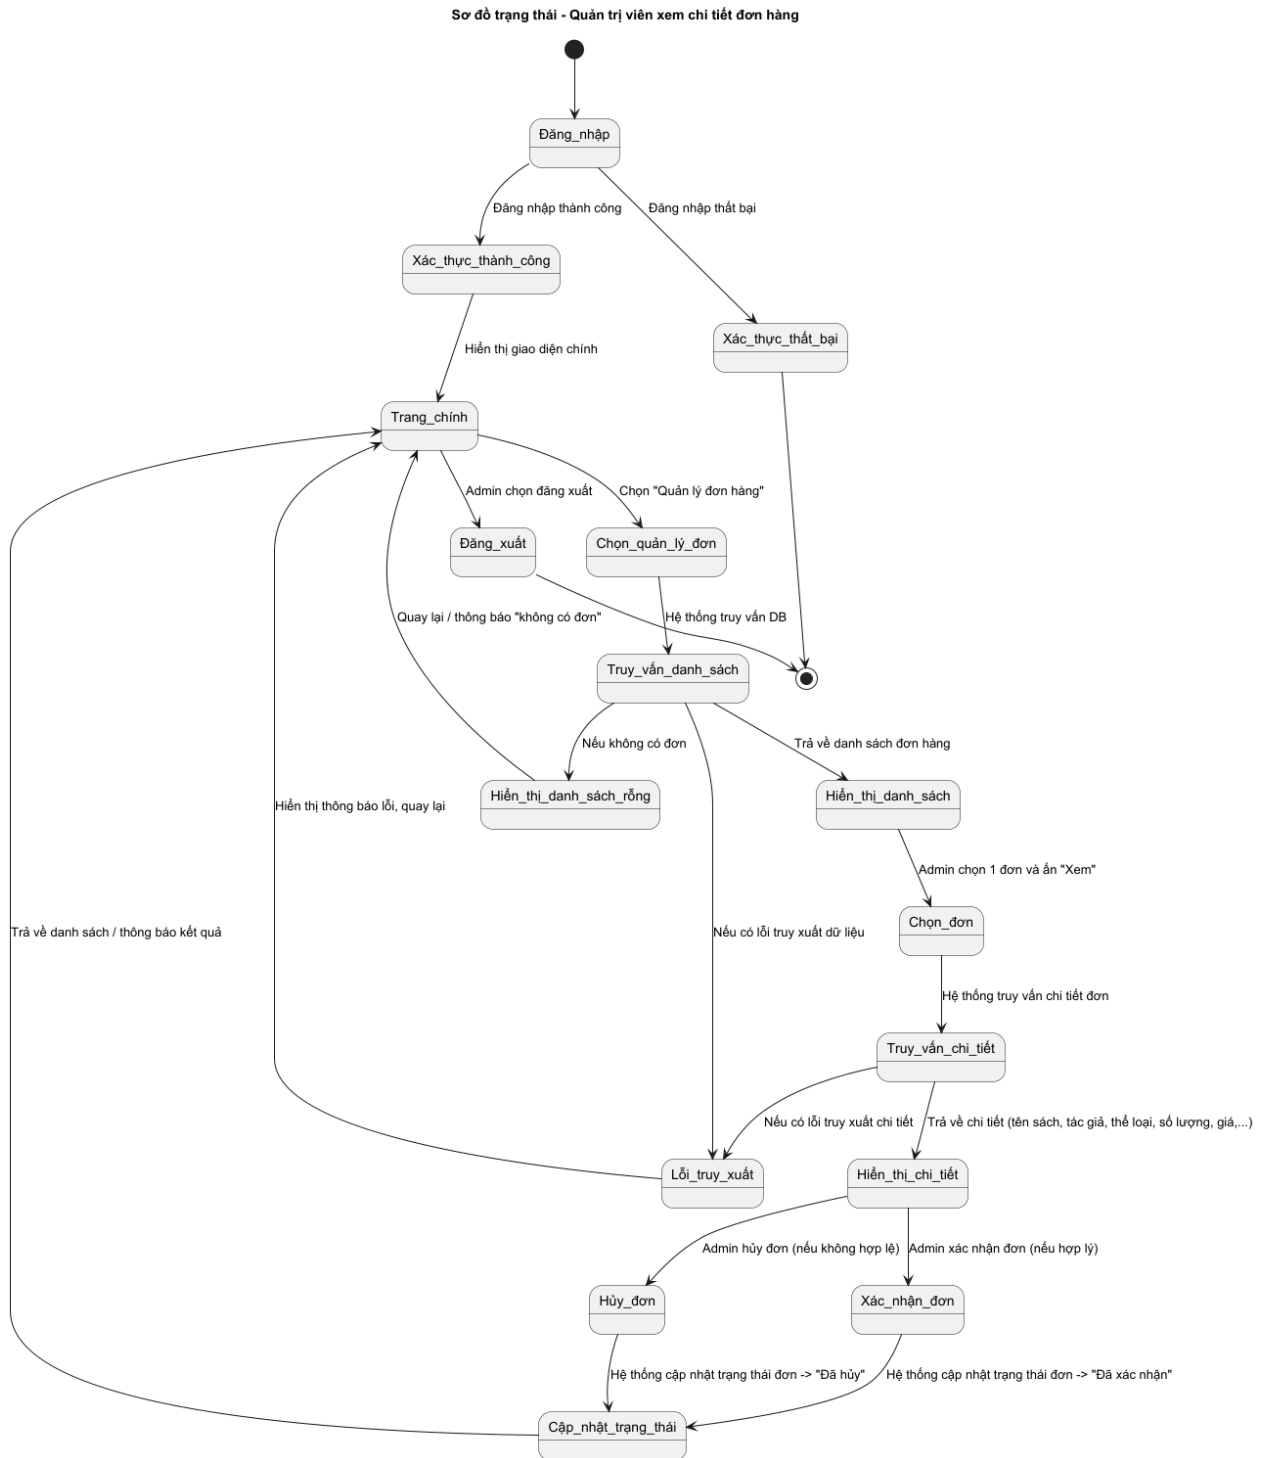 Sơ đồ trạng thái - Quản trị viên xem chi tiết đơn hàng
Đăng_nhập
Đăng nhập thành công
Đăng nhập thất bại
Xác_thực_thành_công
Xác_thực_thất_bại
Hiển thị giao diện chính
Trang_chính
Admin chọn đăng xuất
Chọn "Quản lý đơn hàng"
Đăng_xuất
Chọn_quản_lý_đơn
Quay lại / thông báo "không có đơn"
Hệ thống truy vấn DB
Truy_vấn_danh_sách
Nếu không có đơn
Trả về danh sách đơn hàng
Hiển_thị_danh_sách_rỗng
Hiển_thị_danh_sách
Hiển thị thông báo lỗi, quay lại
Admin chọn 1 đơn và ấn "Xem"
Chọn_đơn
Trả về danh sách / thông báo kết quả
Nếu có lỗi truy xuất dữ liệu
Hệ thống truy vấn chi tiết đơn
Truy_vấn_chi_tiết
Nếu có lỗi truy xuất chi tiết
Trả về chi tiết (tên sách, tác giả, thể loại, số lượng, giá,...)
Lỗi_truy_xuất
Hiển_thị_chi_tiết
Admin hủy đơn (nếu không hợp lệ)
Admin xác nhận đơn (nếu hợp lý)
Hủy_đơn
Xác_nhận_đơn
Hệ thống cập nhật trạng thái đơn -> "Đã hủy"
Hệ thống cập nhật trạng thái đơn -> "Đã xác nhận"
Cập_nhật_trạng_thái